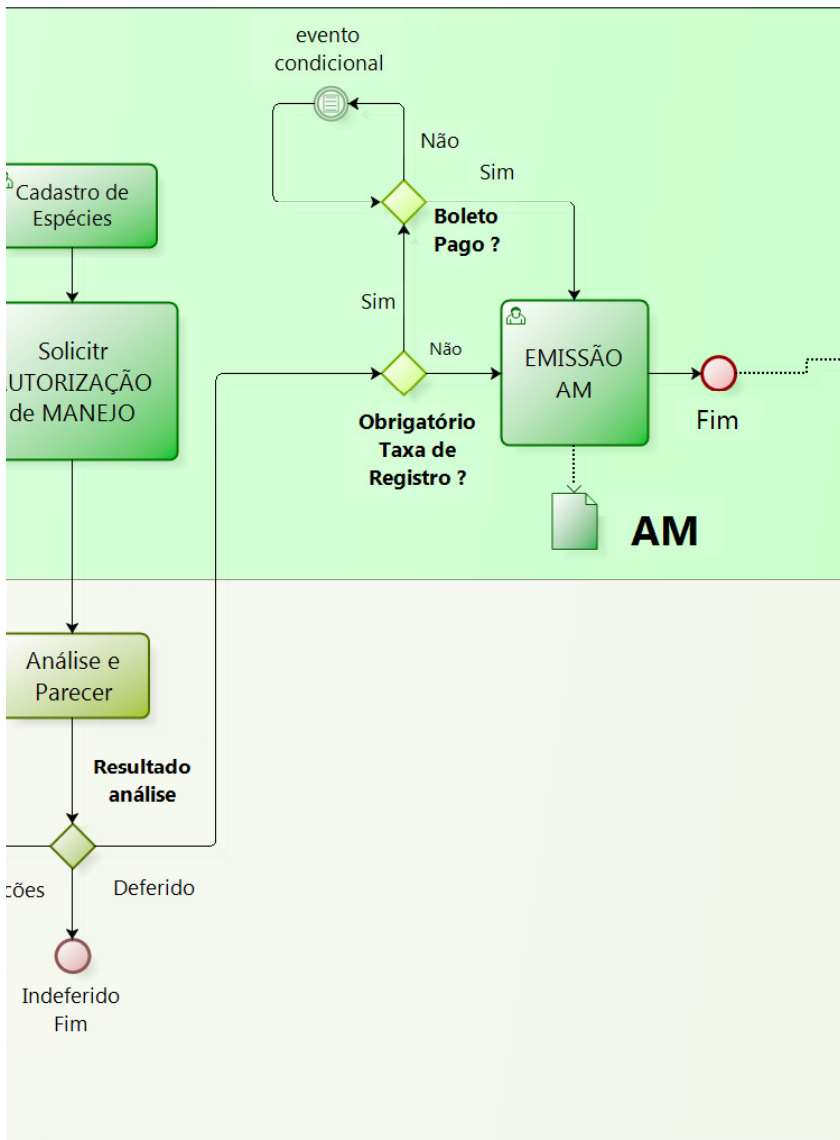 evento
condicional
Não
Sim
Cadastro de
Espécies
Boleto
Pago ?
Sim
Solicitr
UTORIZAÇÃO
de MANEJO
Não
EMISSÃO
AM
Obrigatório
Taxa de
Registro ?
Fim
AM
Análise e
Parecer
Resultado
análise
cões
Deferido
Indeferido
Fim